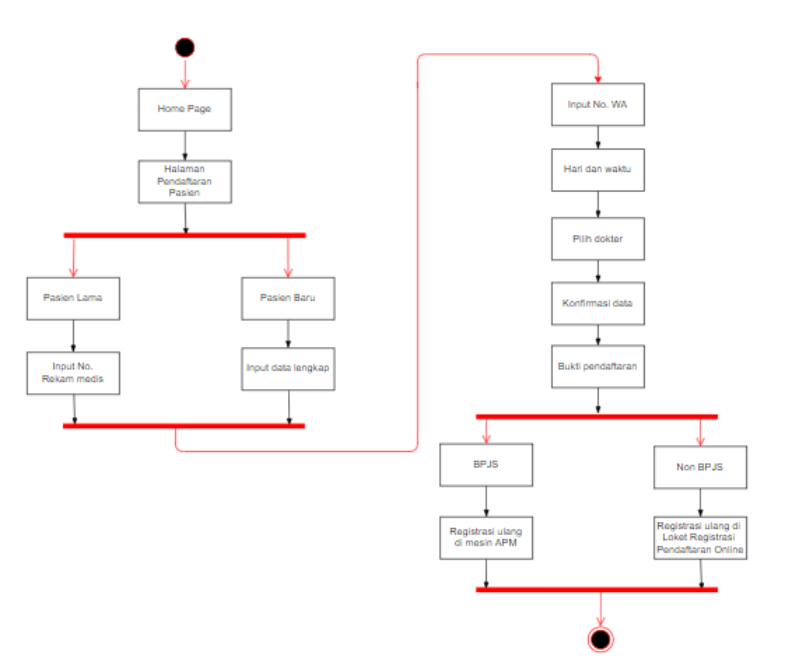 Home Page
Halaman
Pendaftaran
Pasien
Pasien Lama
Pasien Baru
Input No.
Rekam medis
Input data lengkap
Input No. WA
Hari dan waktu
Pilih dokter
Konfirmasi data
Bukti pendaftaran
BPJS
Non BPJS
Registrasi ulang
di mesin APM
Registrasi ulang di
Loket Registrasi
Pendaftaran Online